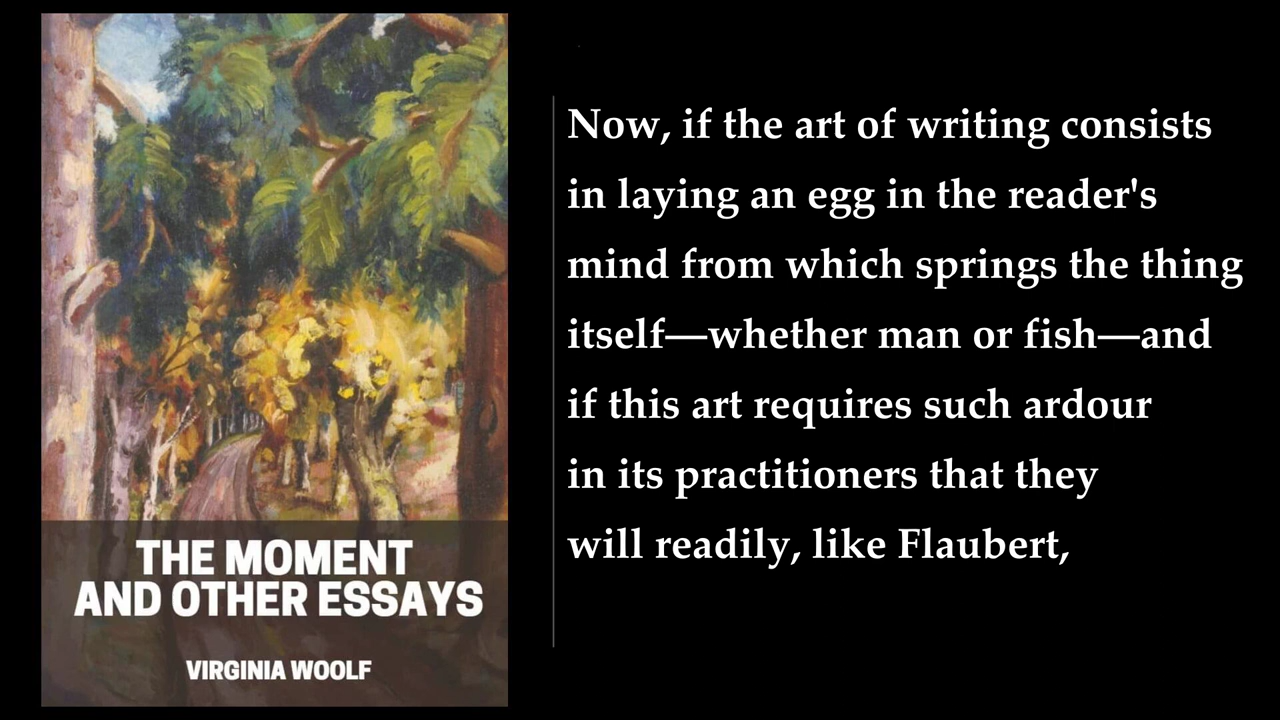 THE MOMENT
AND OTHER ESSAYS
VIRGINIA WOOLF
Now, if the art of writing consists
in laying an egg in the reader's
mind from which springs the thing
itself—whether man or fish—and
if this art requires such ardour
in its practitioners that they
will readily, like Flaubert,